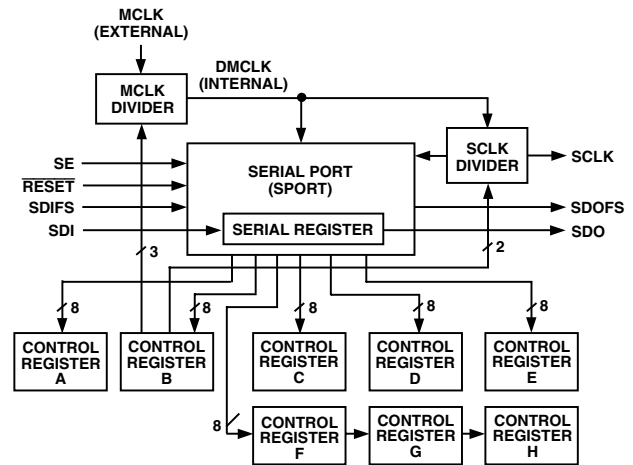 MCLK
(EXTERNAL)
DMCLK
(INTERNAL)
MCLK
DIVIDER
SCLK
DIVIDER
SCLK
SE
RESET
SDIFS
SDI
SERIAL PORT
(SPORT)
SERIAL REGISTER
SDOFS
SDO
3
2
8
8
8
8
8
CONTROL
REGISTER
A
CONTROL
REGISTER
B
CONTROL
REGISTER
C
CONTROL
REGISTER
D
CONTROL
REGISTER
E
8
CONTROL
REGISTER
F
CONTROL
REGISTER
G
CONTROL
REGISTER
H